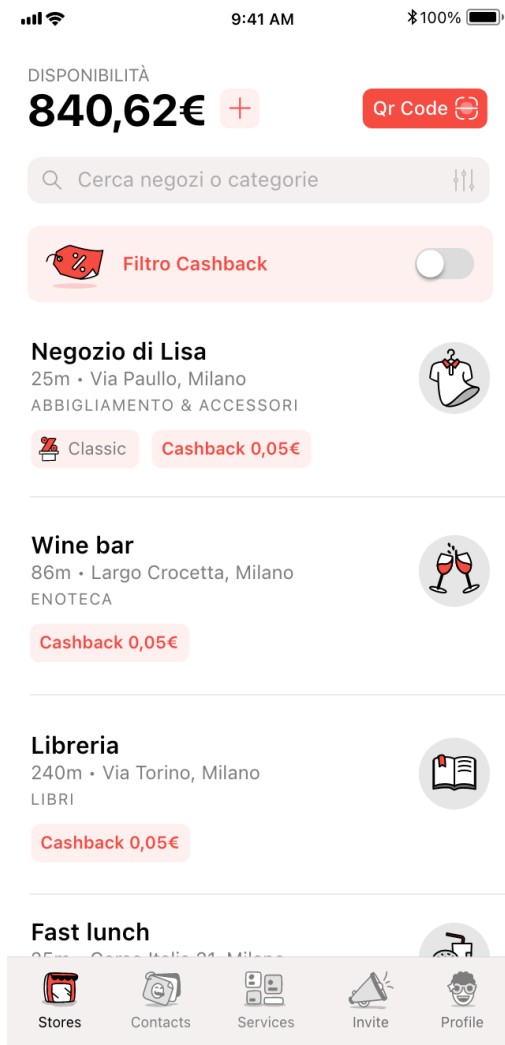 9:41 AM
100%
DISPONIBILITÀ
840,62€ +
Qr Code
Cerca negozi o categorie
Filtro Cashback
Negozio di Lisa
25m • Via Paullo, Milano
ABBIGLIAMENTO & ACCESSORI
Classic
Cashback 0,05€
Wine bar
86m • Largo Crocetta, Milano
ENOTECA
Cashback 0,05€
Libreria
240m • Via Torino, Milano
LIBRI
Cashback 0,05€
Fast lunch
Stores
Contacts
Services
Invite
Profile